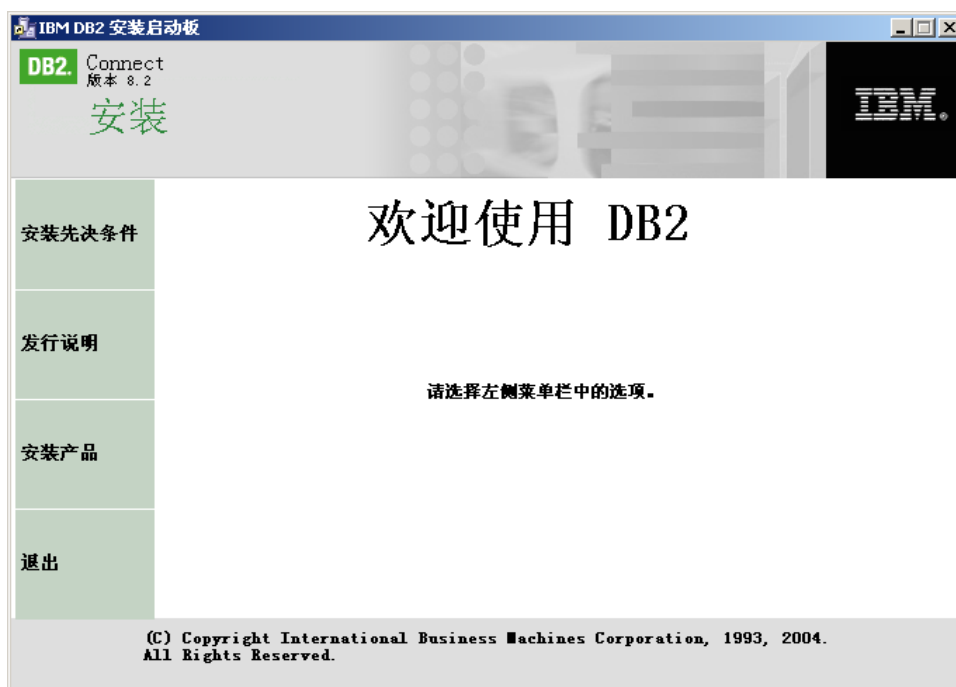 IBM DB2 安装启动板
DB2. Connect
版本 8.2
安装
IBM.
安装先决条件
欢迎使用 DB2
发行说明
请选择左侧菜单栏中的选项。
安装产品
退出
(C) Copyright International Business Machines Corporation, 1993, 2004.
All Rights Reserved.